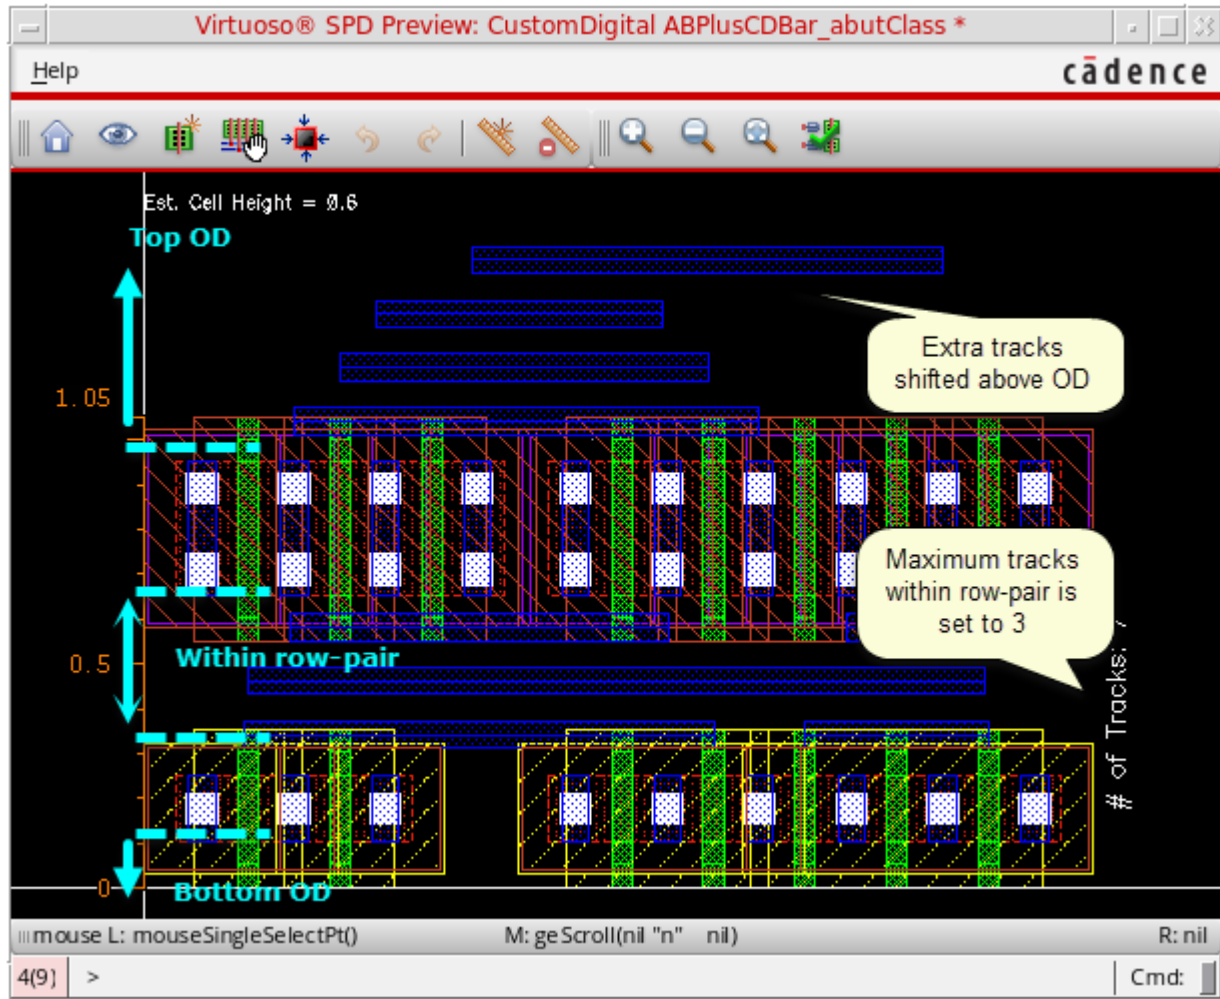 Virtuoso® SPD Preview: CustomDigital ABPlusCDBar_abutClass *
Help
cādence
Est. Cell Height = 0.6
Top OD
Extra tracks
shifted above OD
1.05
Maximum tracks
within row-pair is
set to 3
Within row-pair
0.5
# of Tracks:
Bottom OD
0
mouse L: mouseSingleSelectPt()
M: geScroll(nil "n" nil)
R: nil
4(9)
>
Cmd: